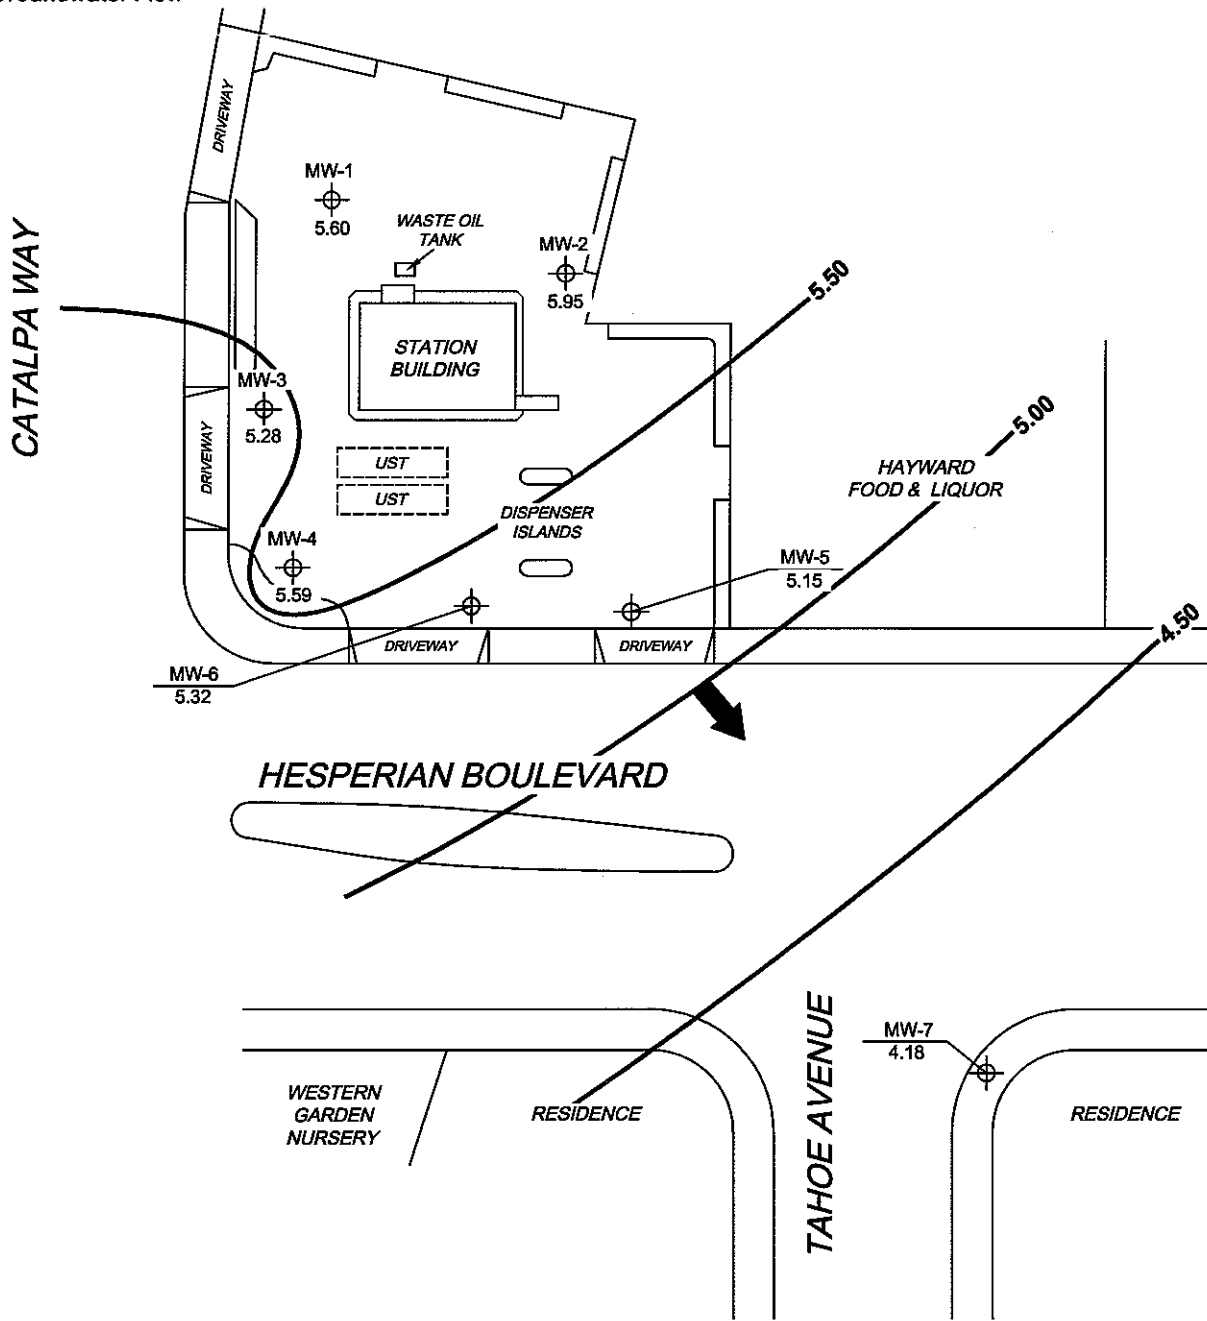 MW-1
5.60
WASTE OIL
TANK
MW-2
5.95
CATALPA WAY
DRIVEWAY
STATION
BUILDING
5.50
MW-3
5.28
DRIVEWAY
UST
UST
DISPENSER
ISLANDS
HAYWARD
FOOD & LIQUOR
5.00
MW-4
5.59
MW-5
5.15
4.50
DRIVEWAY
DRIVEWAY
MW-6
5.32
HESPERIAN BOULEVARD
TAHOE AVENUE
MW-7
4.18
WESTERN
GARDEN
NURSERY
RESIDENCE
RESIDENCE